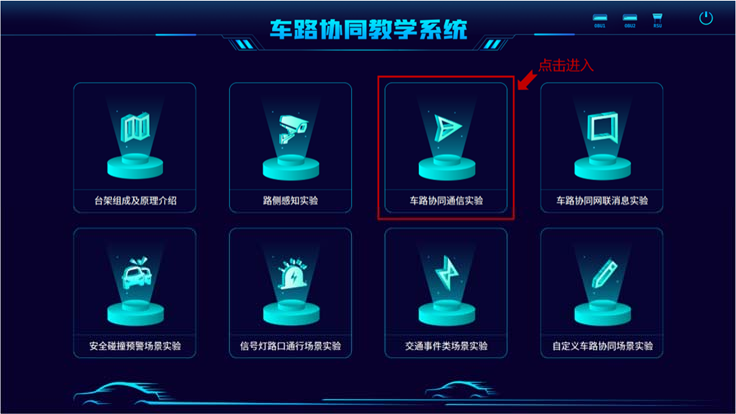 车路协同教学系统
OBU1
OBU2
RSU
点击进入
台架组成及原理介绍
路侧感知实验
车路协同通信实验
车路协同网联消息实验
安全碰撞预警场景实验
信号灯路口通行场景实验
交通事件类场景实验
自定义车路协同场景实验